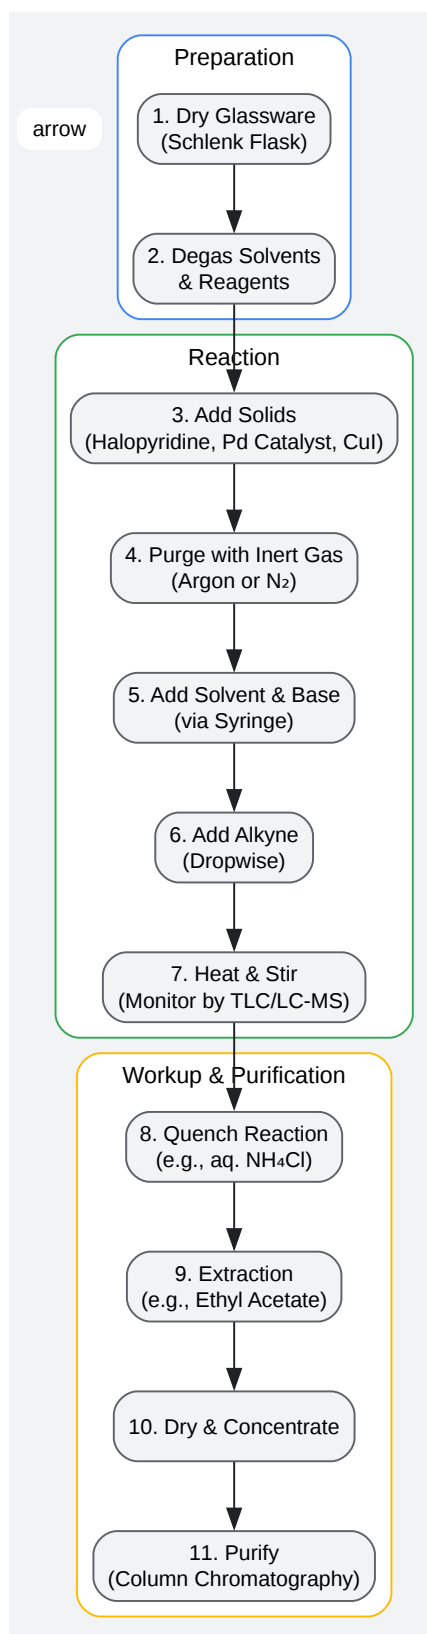 Preparation
arrow
1. Dry Glassware
(Schlenk Flask)
2. Degas Solvents
& Reagents
Reaction
3. Add Solids
(Halopyridine, Pd Catalyst, CuI)
4. Purge with Inert Gas
(Argon or N₂)
5. Add Solvent & Base
(via Syringe)
6. Add Alkyne
(Dropwise)
7. Heat & Stir
(Monitor by TLC/LC-MS)
Workup & Purification
8. Quench Reaction
(e.g., aq. NH₄Cl)
9. Extraction
(e.g., Ethyl Acetate)
10. Dry & Concentrate
11. Purify
(Column Chromatography)